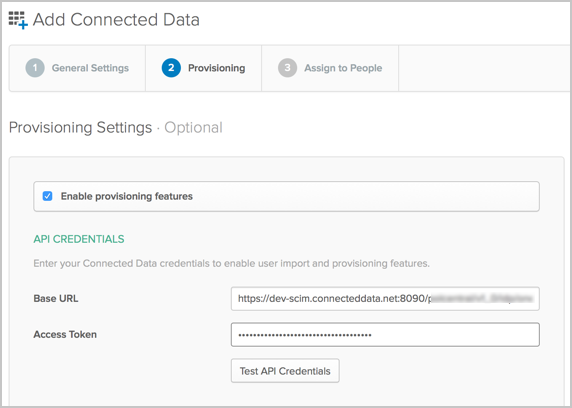 Add Connected Data
1 General Settings 2 Provisioning 3 Assign to People
Provisioning Settings · Optional
Enable provisioning features
API CREDENTIALS
Enter your Connected Data credentials to enable user import and provisioning features.
Base URL https://dev-scim.connecteddata.net:8090/
Access Token ••••••••••••••••••••••••••••••••••••
Test API Credentials